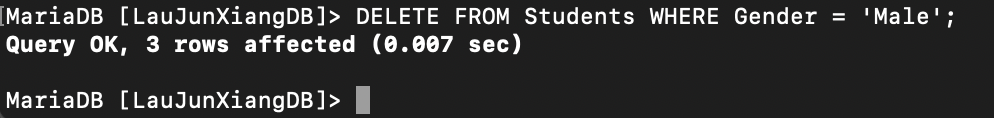 [MariaDB [LauJunXiangDB]> DELETE FROM Students WHERE Gender = 'Male';
Query OK, 3 rows affected (0.007 sec)
MariaDB [LauJunXiangDB]>